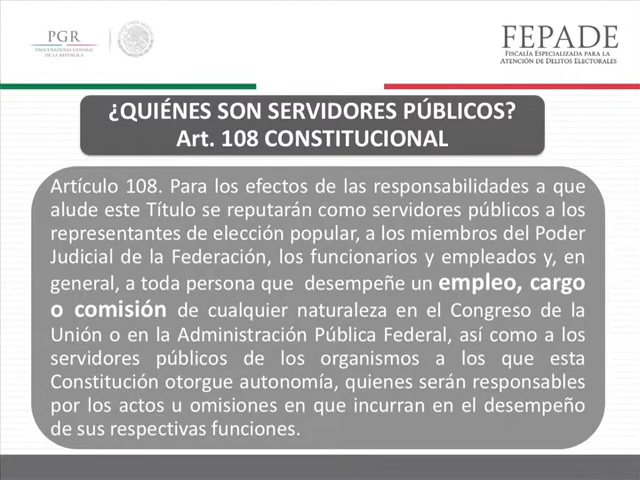 PGR
PROCURADURÍA GENERAL
DE LA REPÚBLICA
FEPADE
FISCALÍA ESPECIALIZADA PARA LA
ATENCIÓN DE DELITOS ELECTORALES
¿QUIÉNES SON SERVIDORES PÚBLICOS?
Art. 108 CONSTITUCIONAL
Artículo 108. Para los efectos de las responsabilidades a que
alude este Título se reputarán como servidores públicos a los
representantes de elección popular, a los miembros del Poder
Judicial de la Federación, los funcionarios y empleados y, en
general, a toda persona que desempeñe un empleo, cargo
o comisión de cualquier naturaleza en el Congreso de la
Unión o en la Administración Pública Federal, así como a los
servidores públicos de los organismos a los que esta
Constitución otorgue autonomía, quienes serán responsables
por los actos u omisiones en que incurran en el desempeño
de sus respectivas funciones.